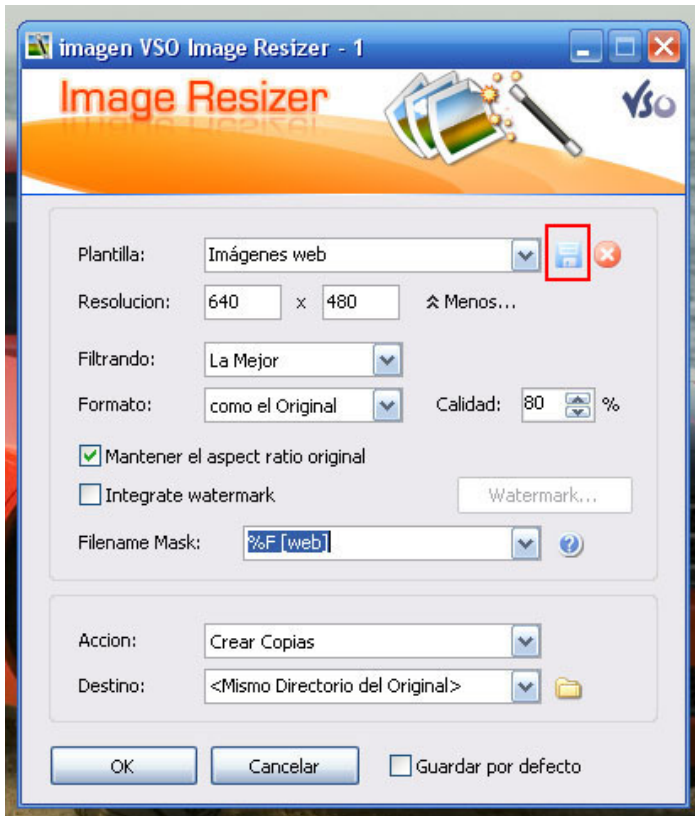 imagen VSO Image Resizer - 1
Image Resizer
VSO
Plantilla: Imágenes web
Resolucion: 640 x 480 Menos...
Filtrando: La Mejor
Formato: como el Original Calidad: 80 %
Mantener el aspect ratio original
Integrate watermark Watermark...
Filename Mask: %F [web]
Accion: Crear Copias
Destino: <Mismo Directorio del Original>
OK Cancelar Guardar por defecto